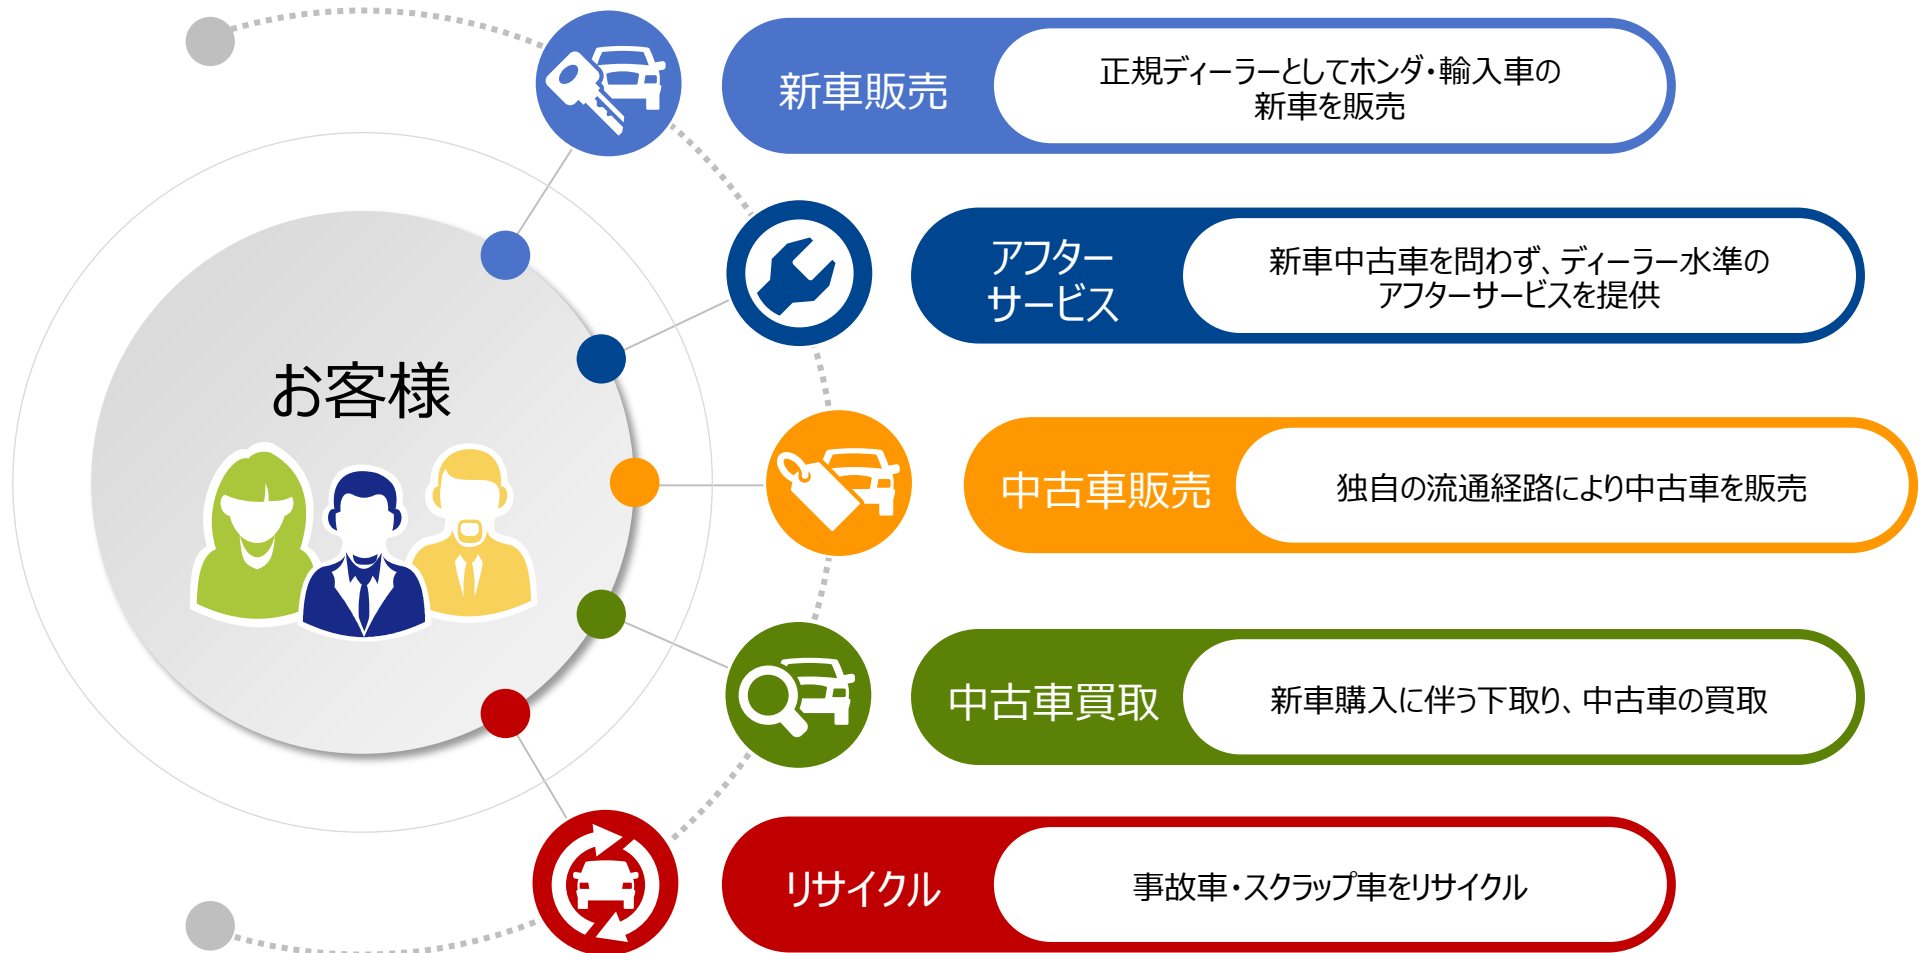 お客様
新車販売
正規ディーラーとしてホンダ・輸入車の
新車を販売
アフター
サービス
新車中古車を問わず、ディーラー水準の
アフターサービスを提供
中古車販売
独自の流通経路により中古車を販売
中古車買取
新車購入に伴う下取り、中古車の買取
リサイクル
事故車・スクラップ車をリサイクル